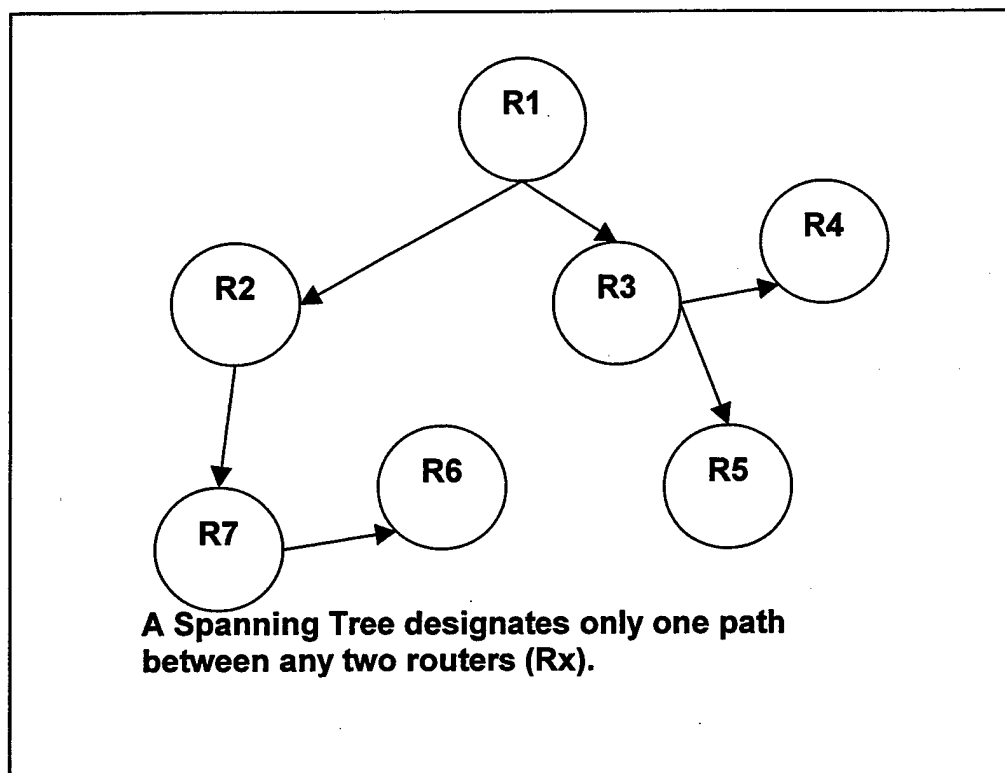 R1
R4
R2
R3
R6
R5
R7
A Spanning Tree designates only one path
between any two routers (Rx).